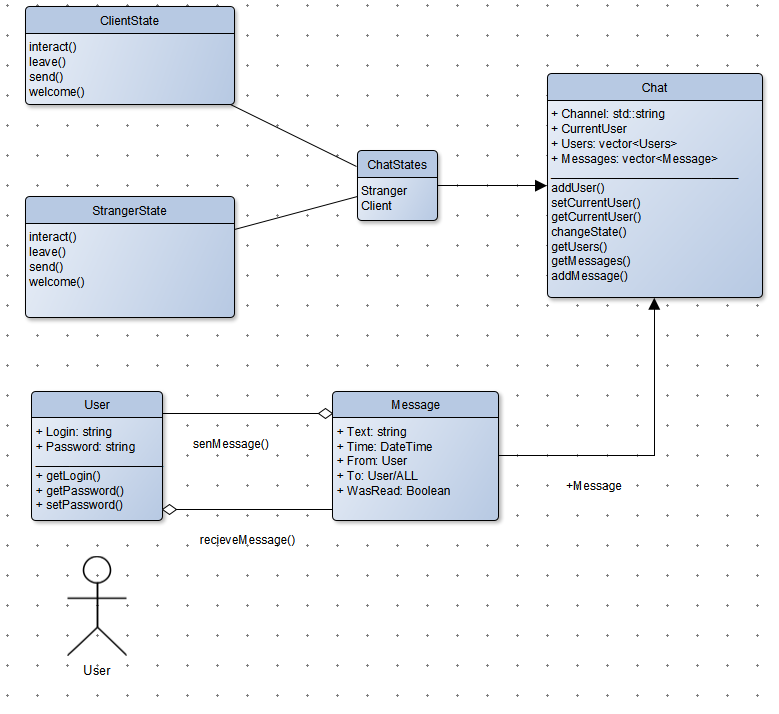 ClientState
interact()
leave()
send()
welcome()
StrangerState
interact()
leave()
send()
welcome()
ChatStates
Stranger
Client
Chat
+ Channel: std::string
+ CurrentUser
+ Users: vector<Users>
+ Messages: vector<Message>
addUser()
setCurrentUser()
getCurrentUser()
changeState()
getUsers()
getMessages()
addMessage()
User
+ Login: string
+ Password: string
+ getLogin()
+ getPassword()
+ setPassword()
senMessage()
recieveMessage()
Message
+ Text: string
+ Time: DateTime
+ From: User
+ To: User/ALL
+ WasRead: Boolean
+Message
User